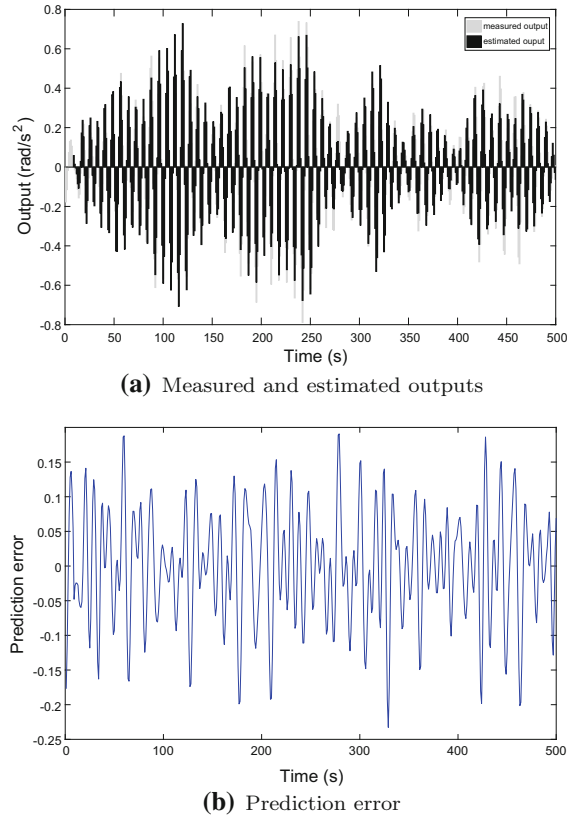 0.8
0.6
0.4
0.2
0
-0.2
-0.4
-0.6
-0.8
Output (rad/s²)
measured output
estimated ouput
0 50 100 150 200 250 300 350 400 450 500
Time (s)
(a) Measured and estimated outputs
0.15
0.1
0.05
0
-0.05
-0.1
-0.15
-0.2
-0.25
Prediction error
0 100 200 300 400 500
Time (s)
(b) Prediction error